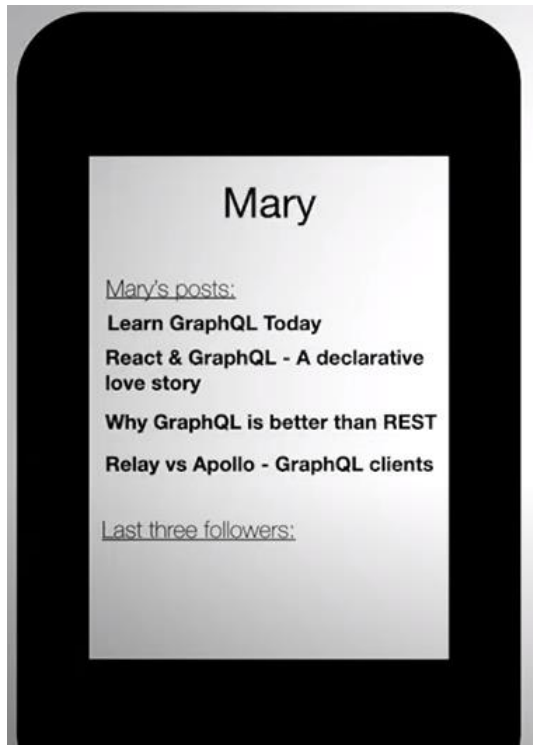 Mary
Mary's posts:
Learn GraphQL Today
React & GraphQL - A declarative
love story
Why GraphQL is better than REST
Relay vs Apollo - GraphQL clients
Last three followers: